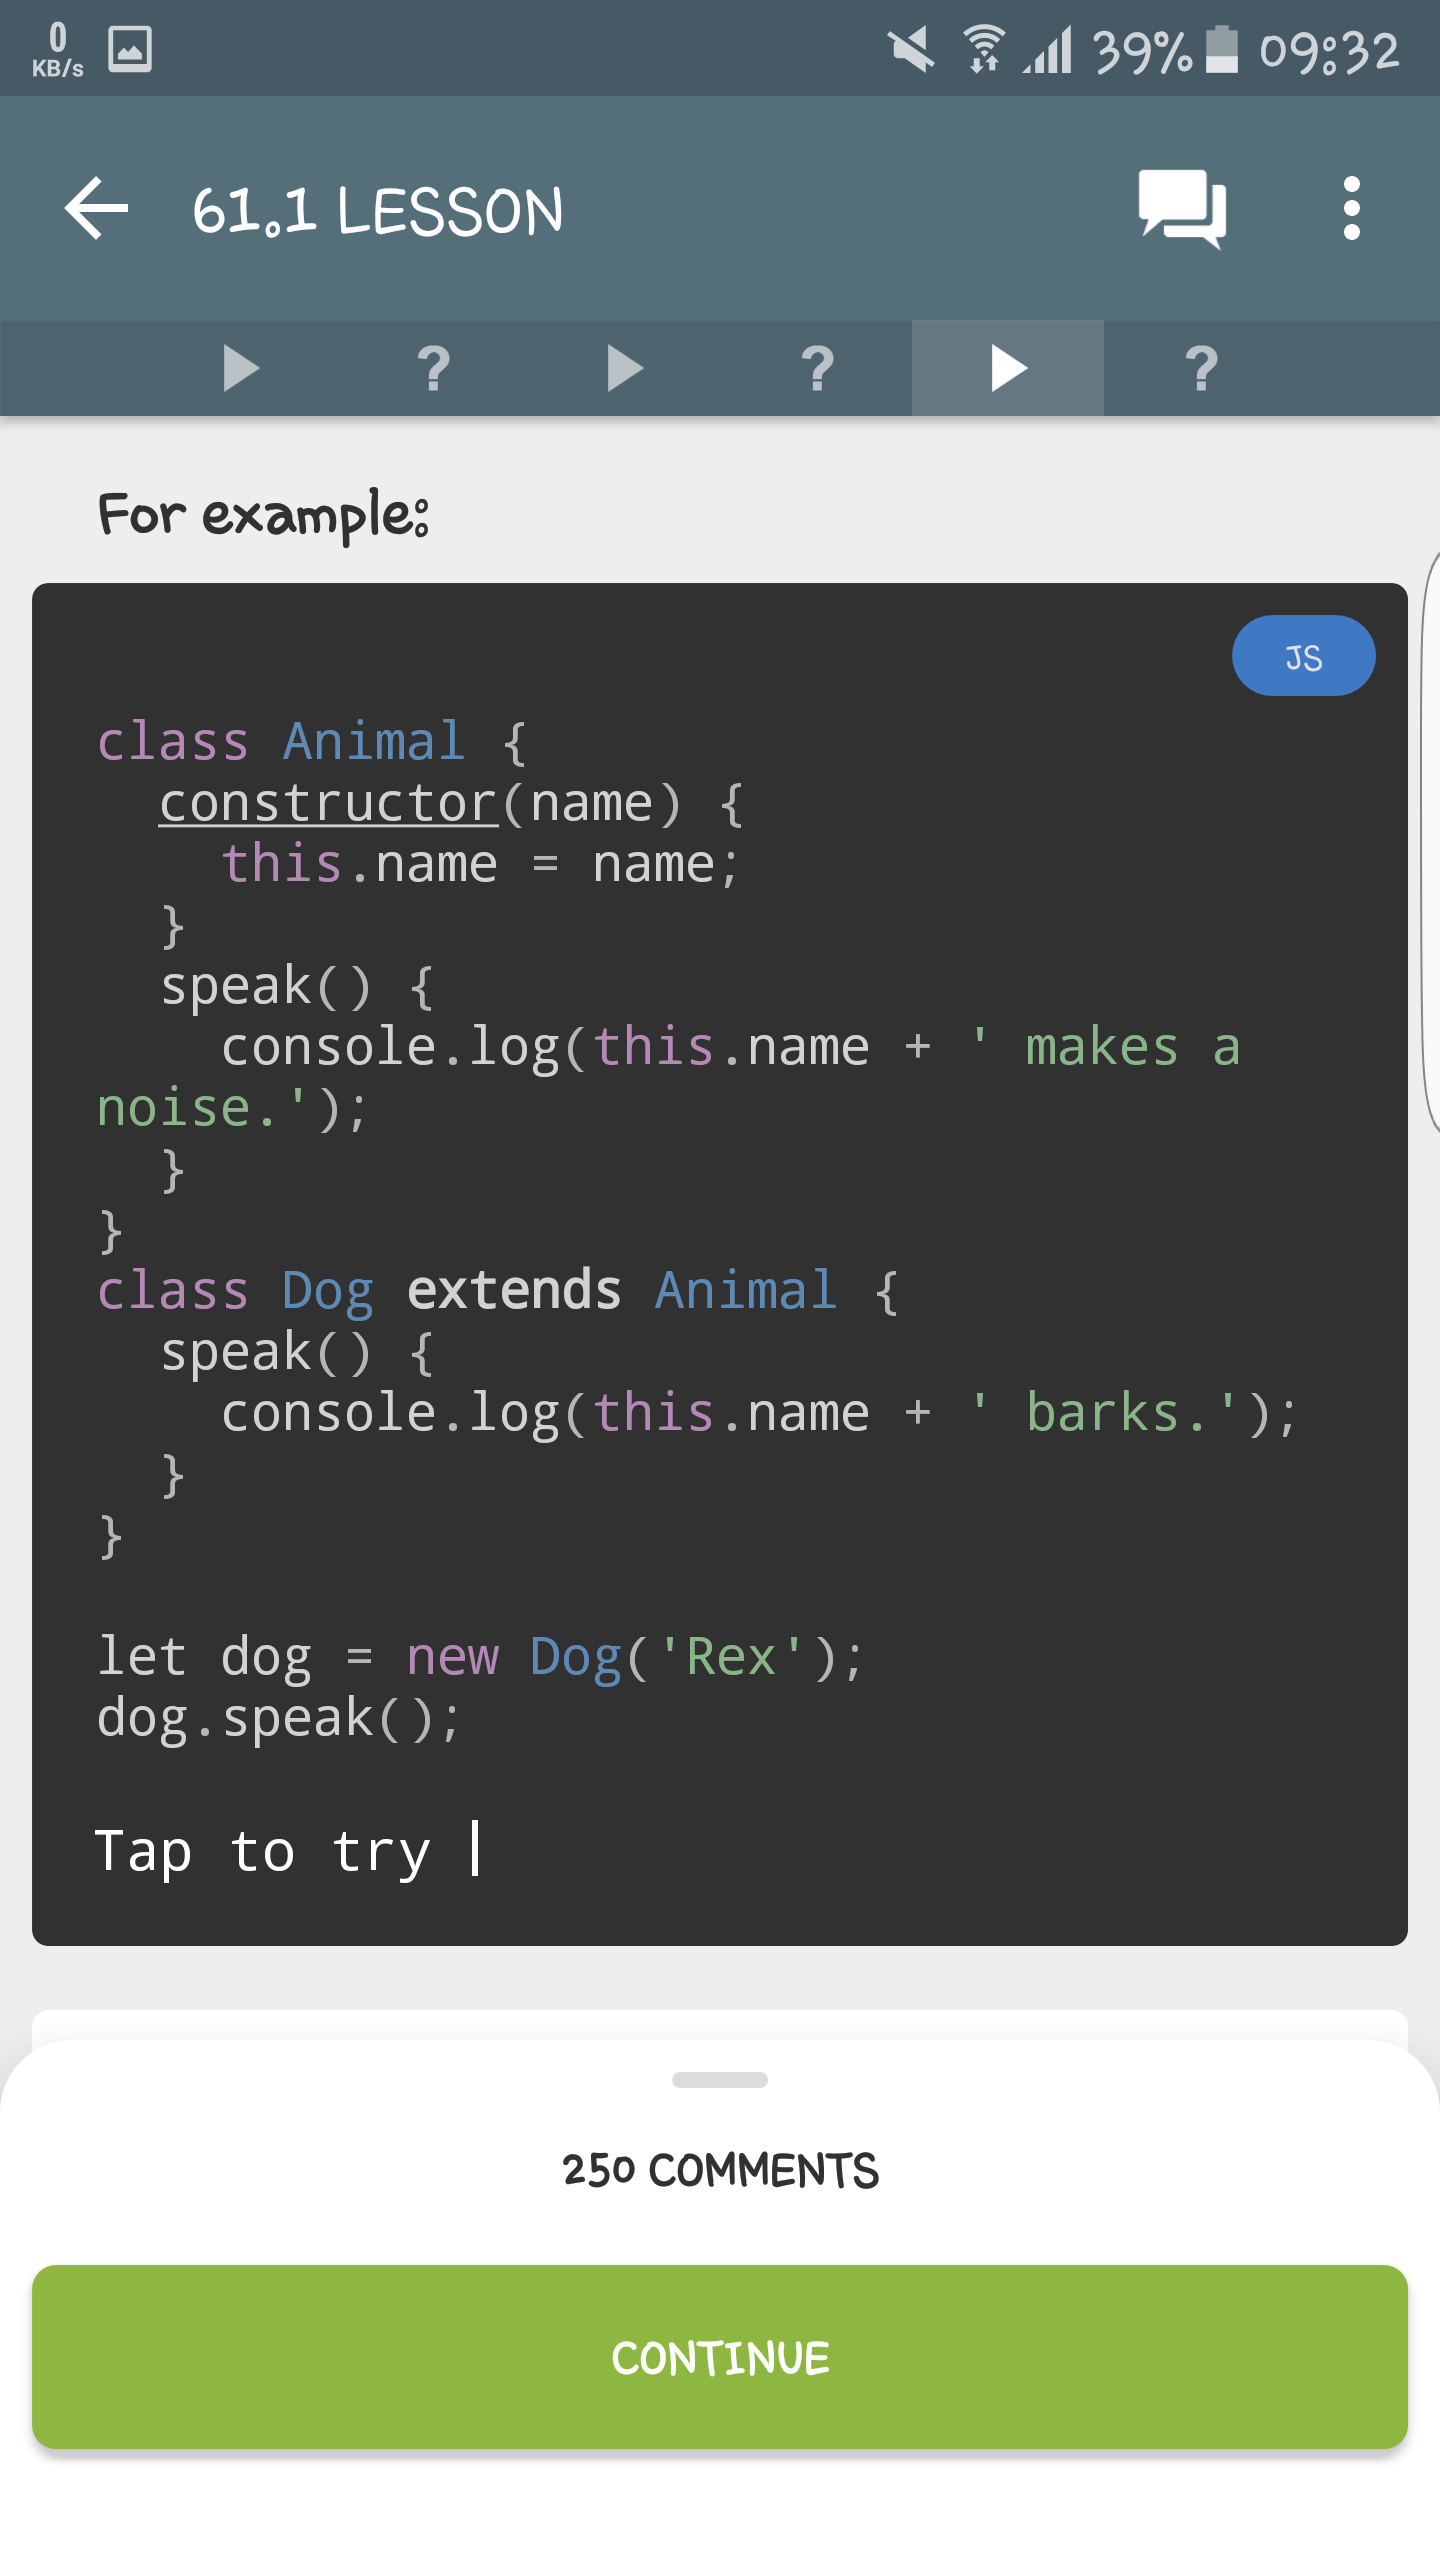 0
KB/s
39%
09:32
61.1 LESSON
?
?
?
For example:
JS
class Animal {
  constructor(name) {
    this.name = name;
  }
  speak() {
    console.log(this.name + ' makes a
noise.');
  }
}
class Dog extends Animal {
  speak() {
    console.log(this.name + ' barks.');
  }
}
let dog = new Dog('Rex');
dog.speak();
Tap to try
250 COMMENTS
CONTINUE